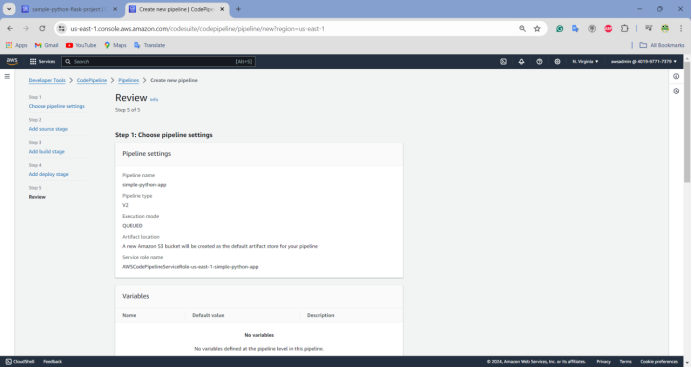 sample-python-flask-project |
Create new pipeline | CodePipe
us-east-1.console.aws.amazon.com/codesuite/codepipeline/pipeline/new?region=us-east-1
Apps Gmail YouTube Maps Translate All Bookmarks
aws Services Search [Alt+S] N. Virginia awsadmin @ 4019-9771-7379
Developer Tools > CodePipeline > Pipelines > Create new pipeline
Step 1
Choose pipeline settings
Step 2
Add source stage
Step 3
Add build stage
Step 4
Add deploy stage
Step 5
Review
Review Info
Step 5 of 5
Step 1: Choose pipeline settings
Pipeline settings
Pipeline name
simple-python-app
Pipeline type
V2
Execution mode
QUEUED
Artifact location
A new Amazon S3 bucket will be created as the default artifact store for your pipeline
Service role name
AWSCodePipelineServiceRole-us-east-1-simple-python-app
Variables
Name Default value Description
No variables
No variables defined at the pipeline level in this pipeline.
CloudShell Feedback © 2024, Amazon Web Services, Inc. or its affiliates. Privacy Terms Cookie preferences